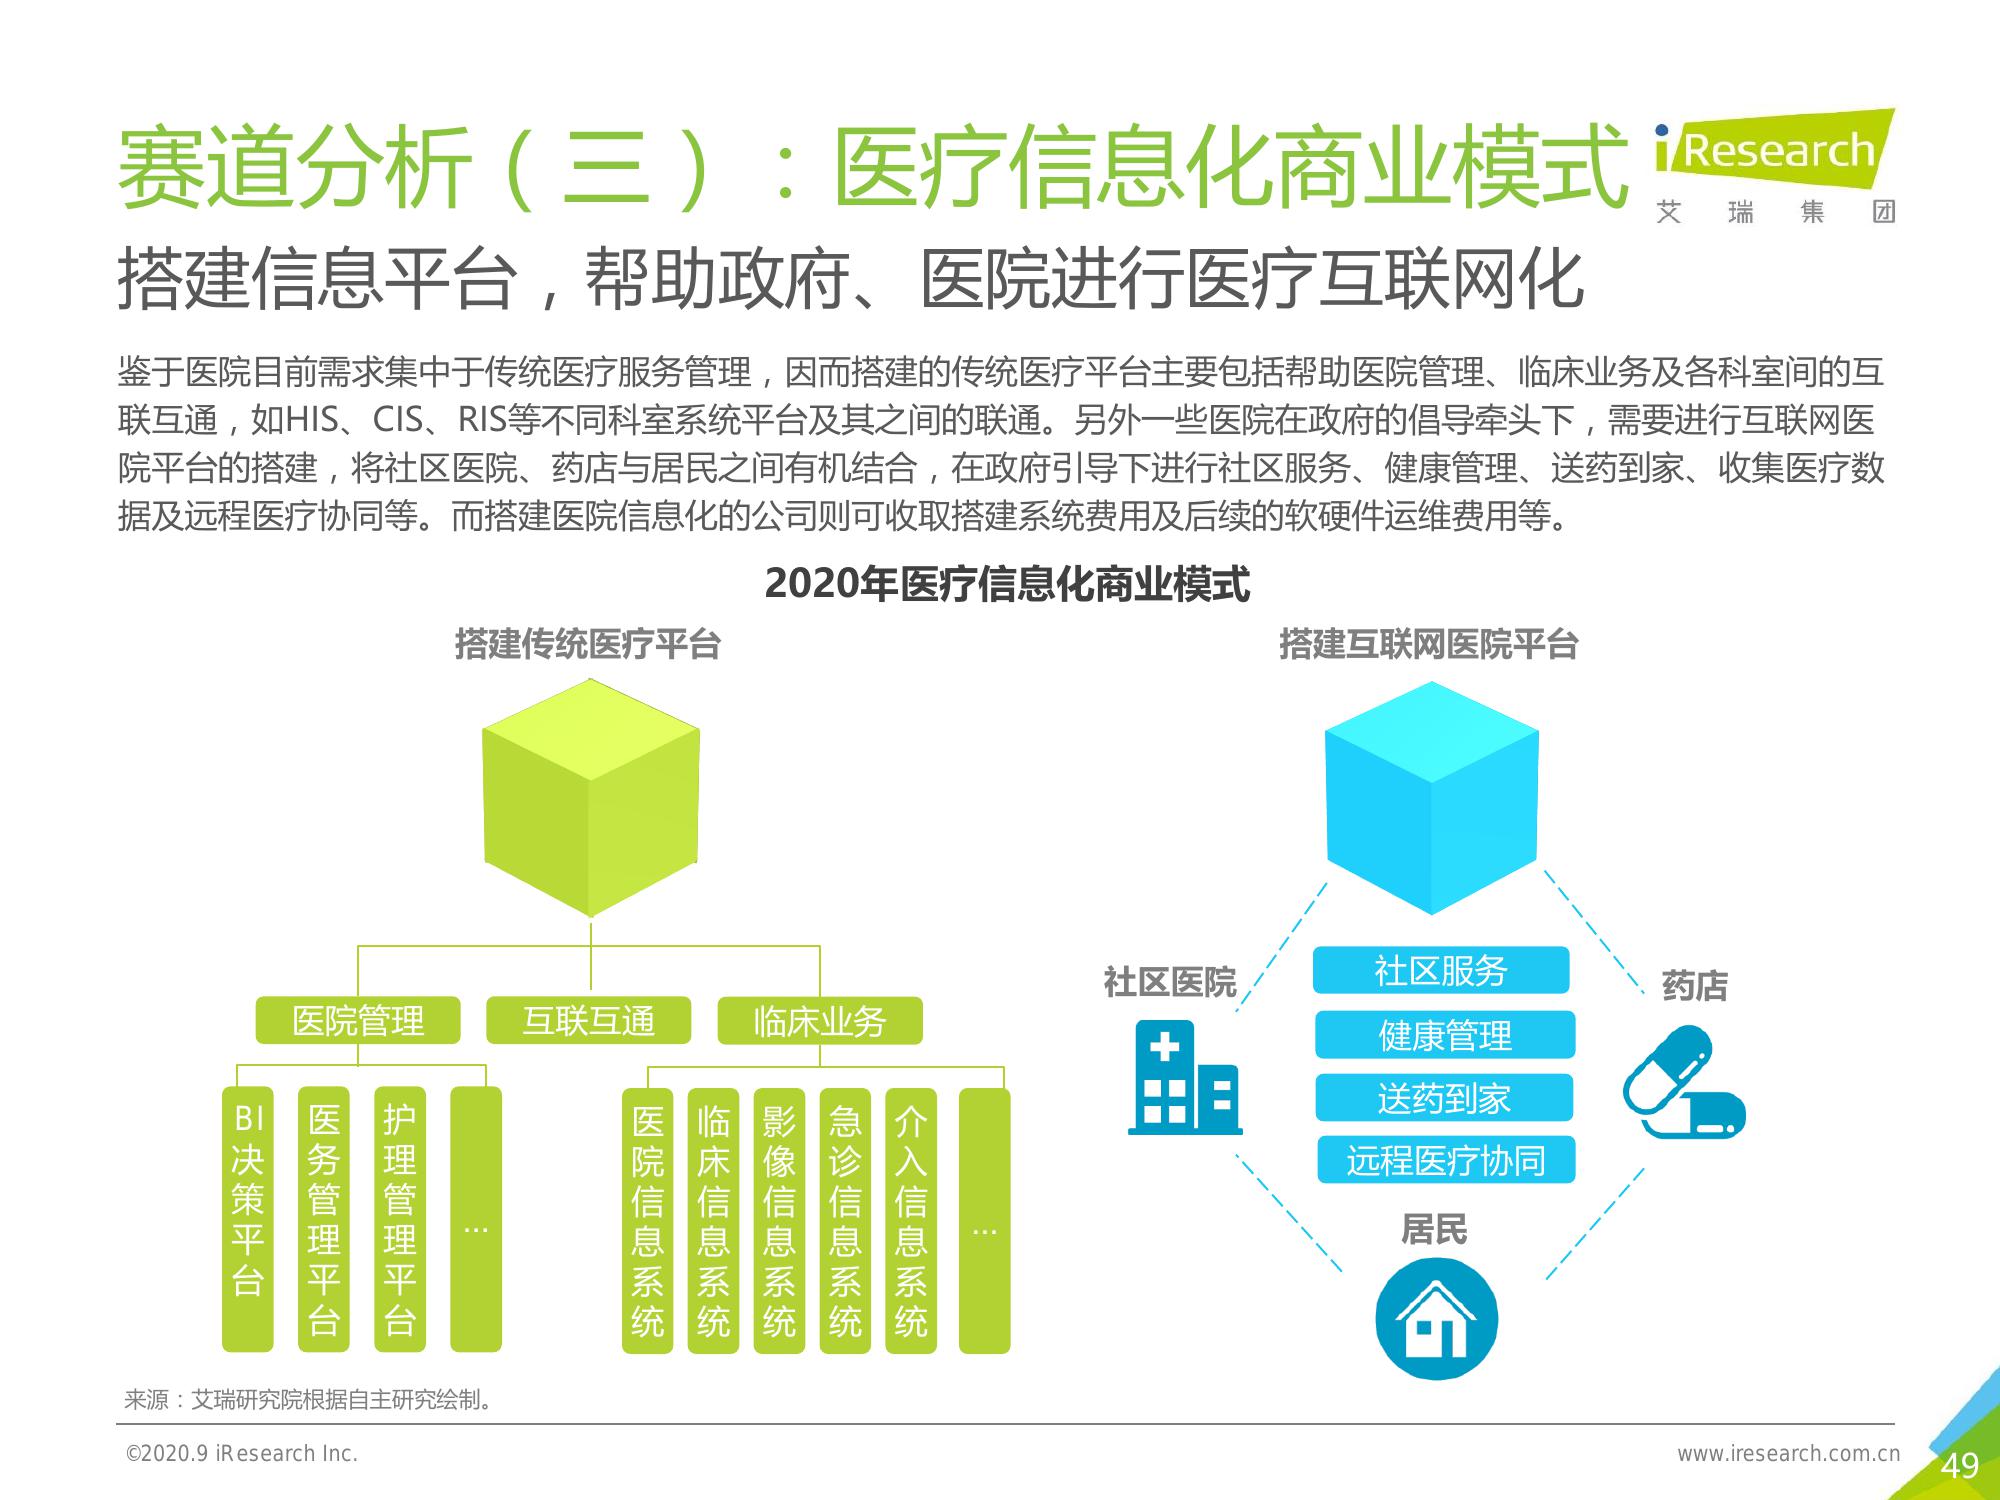 赛道分析（三）：医疗信息化商业模式
iResearch
艾瑞集团
搭建信息平台，帮助政府、医院进行医疗互联网化
鉴于医院目前需求集中于传统医疗服务管理，因而搭建的传统医疗平台主要包括帮助医院管理、临床业务及各科室间的互
联互通，如HIS、CIS、RIS等不同科室系统平台及其之间的联通。另外一些医院在政府的倡导牵头下，需要进行互联网医
院平台的搭建，将社区医院、药店与居民之间有机结合，在政府引导下进行社区服务、健康管理、送药到家、收集医疗数
据及远程医疗协同等。而搭建医院信息化的公司则可收取搭建系统费用及后续的软硬件运维费用等。
2020年医疗信息化商业模式
搭建传统医疗平台
医院管理
互联互通
临床业务
BI决策平台
医务管理平台
护理管理平台
...
医院信息系统
临床信息系统
影像信息系统
急诊信息系统
介入信息系统
...
搭建互联网医院平台
社区医院
药店
社区服务
健康管理
送药到家
远程医疗协同
居民
来源：艾瑞研究院根据自主研究绘制。
©2020.9 iResearch Inc.
www.iresearch.com.cn
49